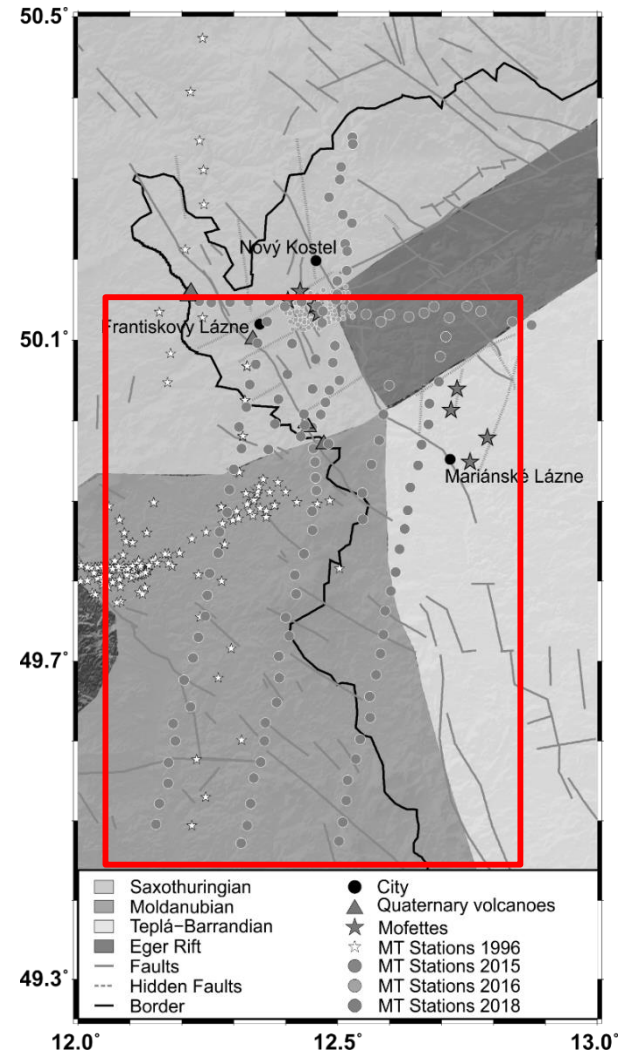 50.5˚
Nový Kostel
50.1˚
Frantiskovy Lázne
Mariánské Lázne
49.7˚
Saxothuringian
City
Moldanubian
Quaternary volcanoes
Teplá−Barrandian
Mofettes
Eger Rift
MT Stations 1996
Faults
MT Stations 2015
Hidden Faults
MT Stations 2016
Border
MT Stations 2018
49.3˚
12.0˚
12.5˚
13.0˚